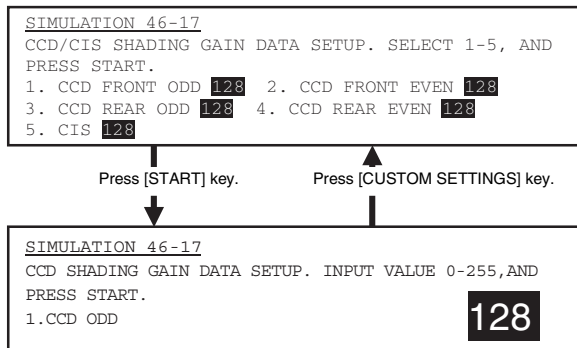 SIMULATION 46-17
CCD/CIS SHADING GAIN DATA SETUP. SELECT 1-5, AND
PRESS START.
1. CCD FRONT ODD 128 2. CCD FRONT EVEN 128
3. CCD REAR ODD 128 4. CCD REAR EVEN 128
5. CIS 128
Press [START] key. Press [CUSTOM SETTINGS] key.
SIMULATION 46-17
CCD SHADING GAIN DATA SETUP. INPUT VALUE 0-255,AND
PRESS START.
1.CCD ODD 128